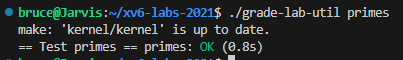 bruce@Jarvis:~/xv6-labs-2021$ ./grade-lab-util primes
make: 'kernel/kernel' is up to date.
== Test primes == primes: OK (0.8s)